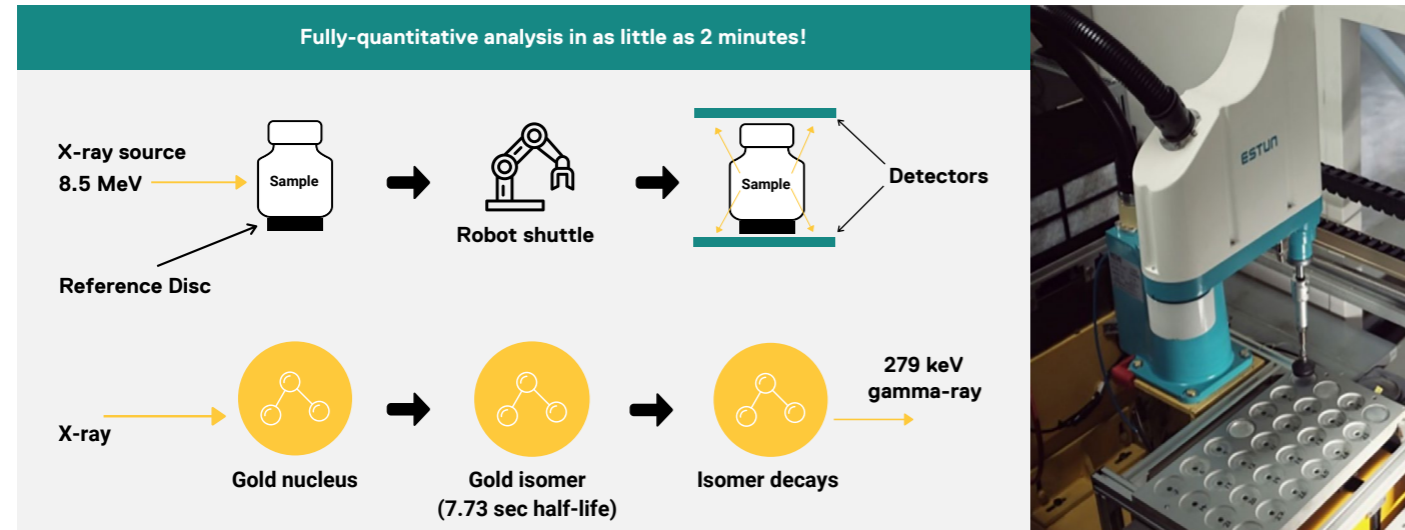 Fully-quantitative analysis in as little as 2 minutes!
X-ray source
8.5 MeV
Sample
Reference Disc
Robot shuttle
Sample
Detectors
X-ray
Gold nucleus
Gold isomer
(7.73 sec half-life)
Isomer decays
279 keV
gamma-ray
ESTUN